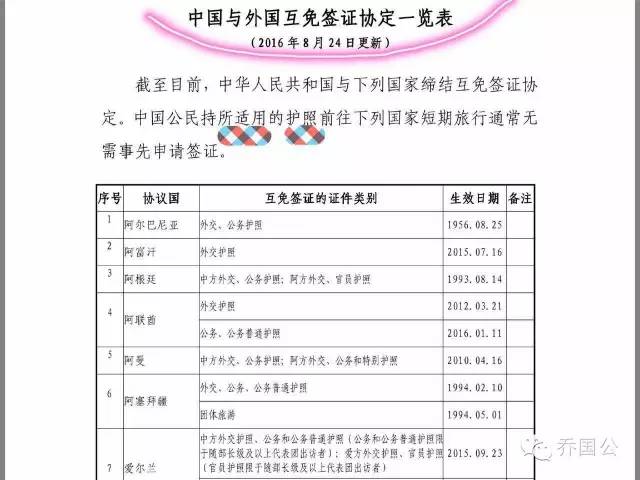 中国与外国互免签证协定一览表
（2016 年 8 月 24 日更新）
截至目前，中华人民共和国与下列国家缔结互免签证协
定。中国公民持所适用的护照前往下列国家短期旅行通常无
需事先申请签证。
序号 协议国 互免签证的证件类别 生效日期 备注
1 阿尔巴尼亚 外交、公务护照 1956.08.25
2 阿富汗 外交护照 2015.07.16
3 阿根廷 中方外交、公务护照；阿方外交、官员护照 1993.08.14
4 阿联酋 外交护照 2012.03.21
公务、公务普通护照 2016.01.11
5 阿曼 中方外交、公务护照；阿方外交、公务和特别护照 2010.04.16
6 阿塞拜疆 外交、公务、公务普通护照 1994.02.10
团体旅游 1994.05.01
7 爱尔兰 中方外交护照、公务和公务普通护照（公务和公务普通护照限 2015.09.23
于随部长级及以上代表团出访者）；爱方外交护照、官员护照
（官员护照限于随部长级及以上代表团出访者）
乔国公